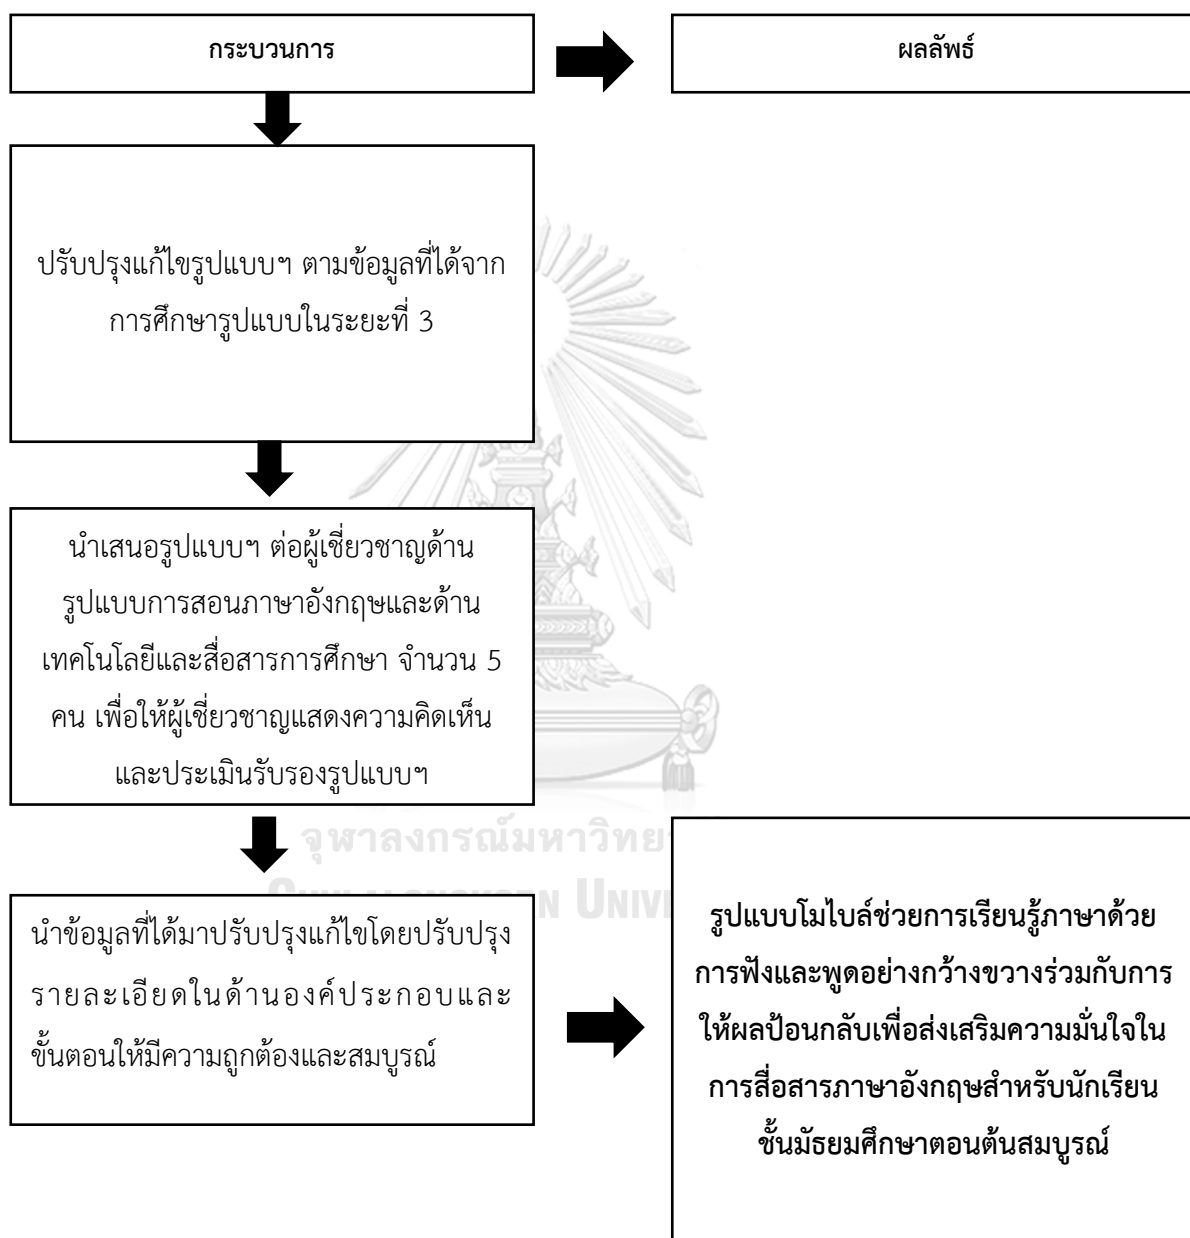 กระบวนการ
ผลลัพธ์
ปรับปรุงแก้ไขรูปแบบฯ ตามข้อมูลที่ได้จาก
การศึกษารูปแบบในระยะที่ 3
นำเสนอรูปแบบฯ ต่อผู้เชี่ยวชาญด้าน
รูปแบบการสอนภาษาอังกฤษและด้าน
เทคโนโลยีและสื่อสารการศึกษา จำนวน 5
คน เพื่อให้ผู้เชี่ยวชาญแสดงความคิดเห็น
และประเมินรับรองรูปแบบฯ
จุฬาลงกรณ์มหาวิทย
นำข้อมูลที่ได้มาปรับปรุงแก้ไขโดยปรับปรุง
รายละเอียดในด้านองค์ประกอบและ
ขั้นตอนให้มีความถูกต้องและสมบูรณ์
รูปแบบโมไบล์ช่วยการเรียนรู้ภาษาด้วย
การฟังและพูดอย่างกว้างขวางร่วมกับการ
ให้ผลป้อนกลับเพื่อส่งเสริมความมั่นใจใน
การสื่อสารภาษาอังกฤษสำหรับนักเรียน
ชั้นมัธยมศึกษาตอนต้นสมบูรณ์